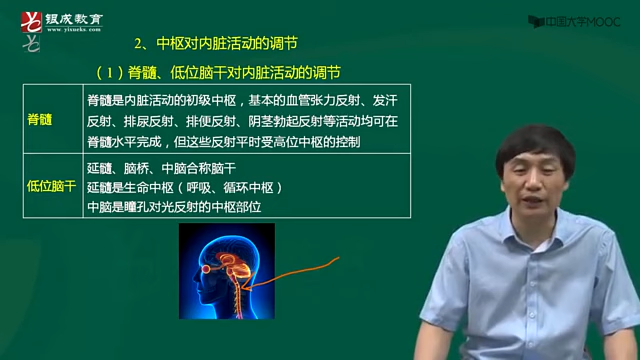 银成教育
www.yixueks.com
中国大学MOOC
2、中枢对内脏活动的调节
（1）脊髓、低位脑干对内脏活动的调节
脊髓
脊髓是内脏活动的初级中枢，基本的血管张力反射、发汗
反射、排尿反射、排便反射、阴茎勃起反射等活动均可在
脊髓水平完成，但这些反射平时受高位中枢的控制
低位脑干
延髓、脑桥、中脑合称脑干
延髓是生命中枢（呼吸、循环中枢）
中脑是瞳孔对光反射的中枢部位